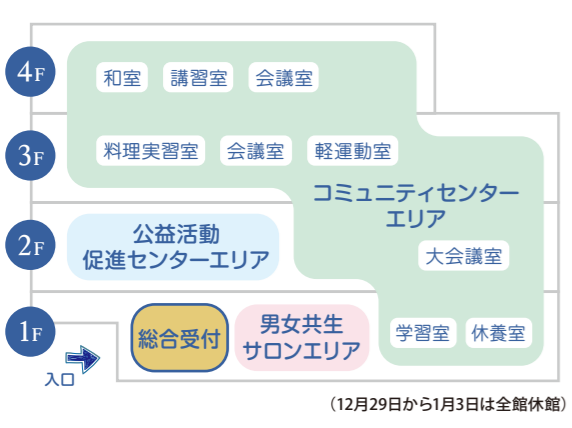 4F
和室 講習室 会議室
3F
料理実習室 会議室 軽運動室
コミュニティセンター
エリア
2F
公益活動
促進センターエリア
大会議室
1F
総合受付
男女共生
サロンエリア
学習室 休養室
入口
（12月29日から1月3日は全館休館）